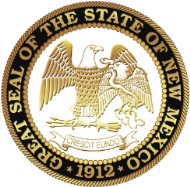 GREAT SEAL OF THE STATE OF NEW MEXICO
CRESCIT EUNDO
1912